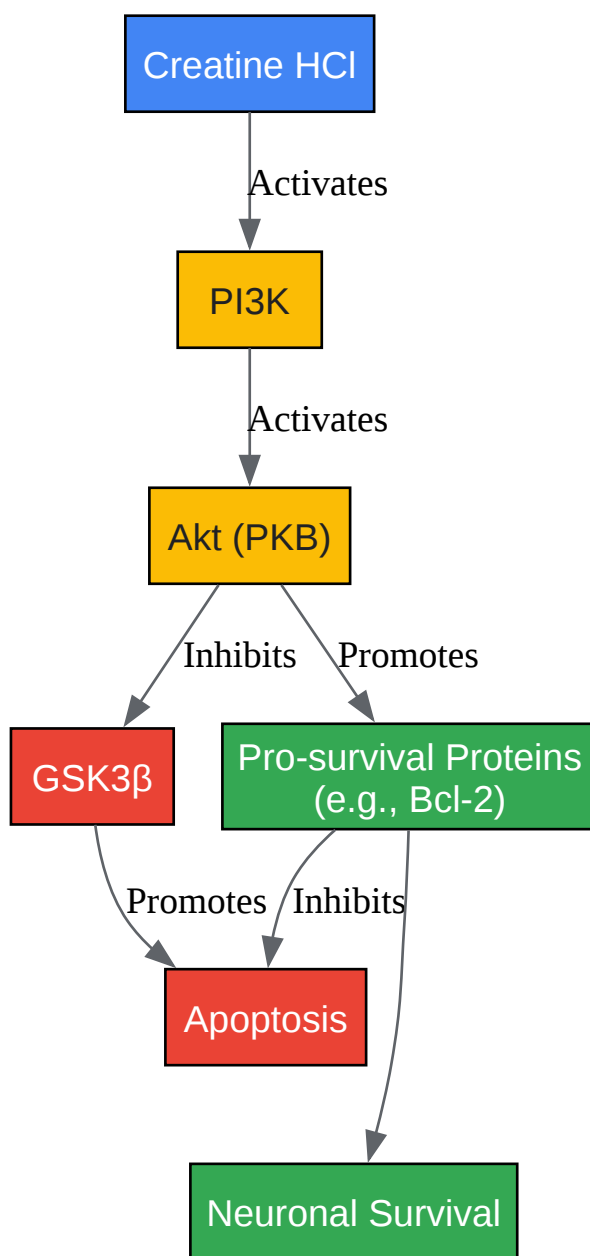 Creatine HCl
Activates
PI3K
Activates
Akt (PKB)
Inhibits
Promotes
GSK3β
Pro-survival Proteins
(e.g., Bcl-2)
Promotes
Inhibits
Apoptosis
Neuronal Survival